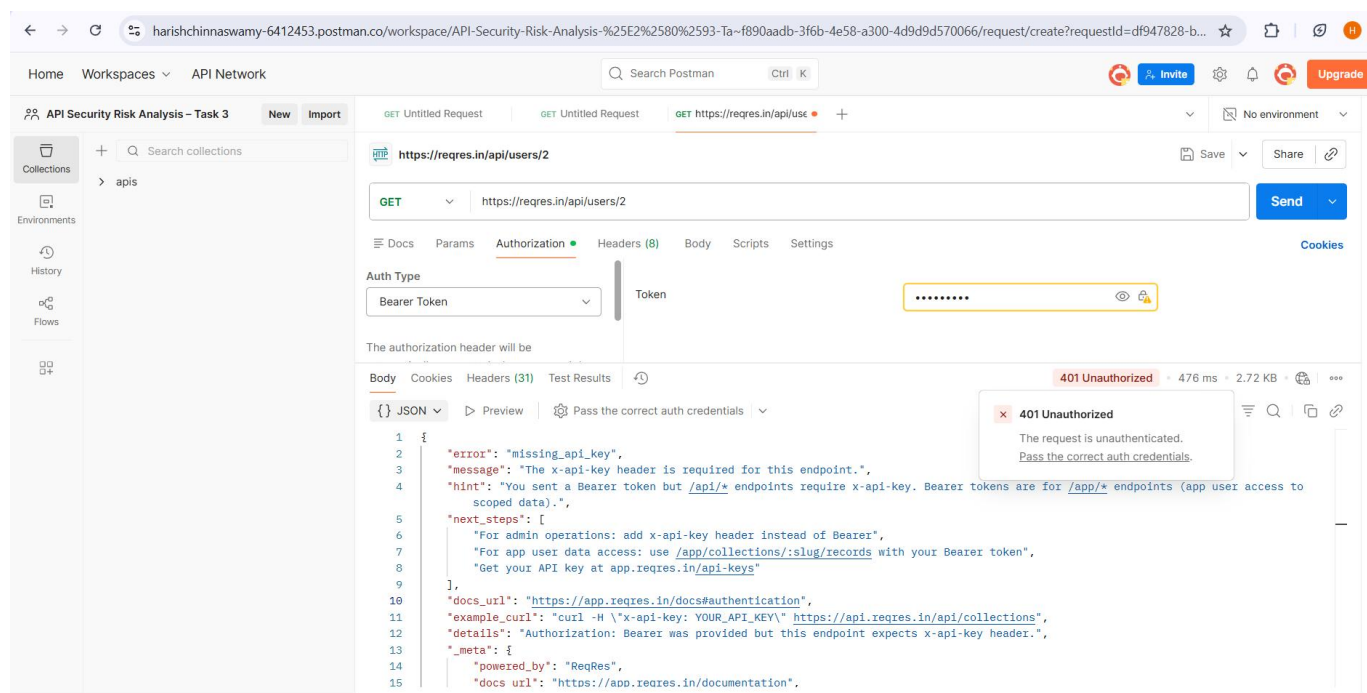 harishchinnaswamy-6412453.postman.co/workspace/API-Security-Risk-Analysis-%25E2%2580%2593-Ta~f890aadb-3f6b-4e58-a300-4d9d9d570066/request/create?requestId=df947828-b...
H
Home Workspaces API Network
Search Postman Ctrl K
Invite
Upgrade
API Security Risk Analysis – Task 3 New Import
GET Untitled Request GET Untitled Request GET https://reqres.in/api/use
No environment
Collections
Environments
History
Flows
Search collections
apis
HTTP https://reqres.in/api/users/2
Save Share
GET https://reqres.in/api/users/2
Send
Docs Params Authorization Headers (8) Body Scripts Settings Cookies
Auth Type
Bearer Token
Token •••••••••
The authorization header will be
Body Cookies Headers (31) Test Results
401 Unauthorized 476 ms 2.72 KB
{} JSON Preview Pass the correct auth credentials
401 Unauthorized
The request is unauthenticated.
Pass the correct auth credentials.
1 {
2 "error": "missing_api_key",
3 "message": "The x-api-key header is required for this endpoint.",
4 "hint": "You sent a Bearer token but /api/* endpoints require x-api-key. Bearer tokens are for /app/* endpoints (app user access to
scoped data).",
5 "next_steps": [
6 "For admin operations: add x-api-key header instead of Bearer",
7 "For app user data access: use /app/collections/:slug/records with your Bearer token",
8 "Get your API key at app.reqres.in/api-keys"
9 ],
10 "docs_url": "https://app.reqres.in/docs#authentication",
11 "example_curl": "curl -H \"x-api-key: YOUR_API_KEY\" https://api.reqres.in/api/collections",
12 "details": "Authorization: Bearer was provided but this endpoint expects x-api-key header.",
13 "_meta": {
14 "powered_by": "ReqRes",
15 "docs_url": "https://app.reqres.in/documentation",